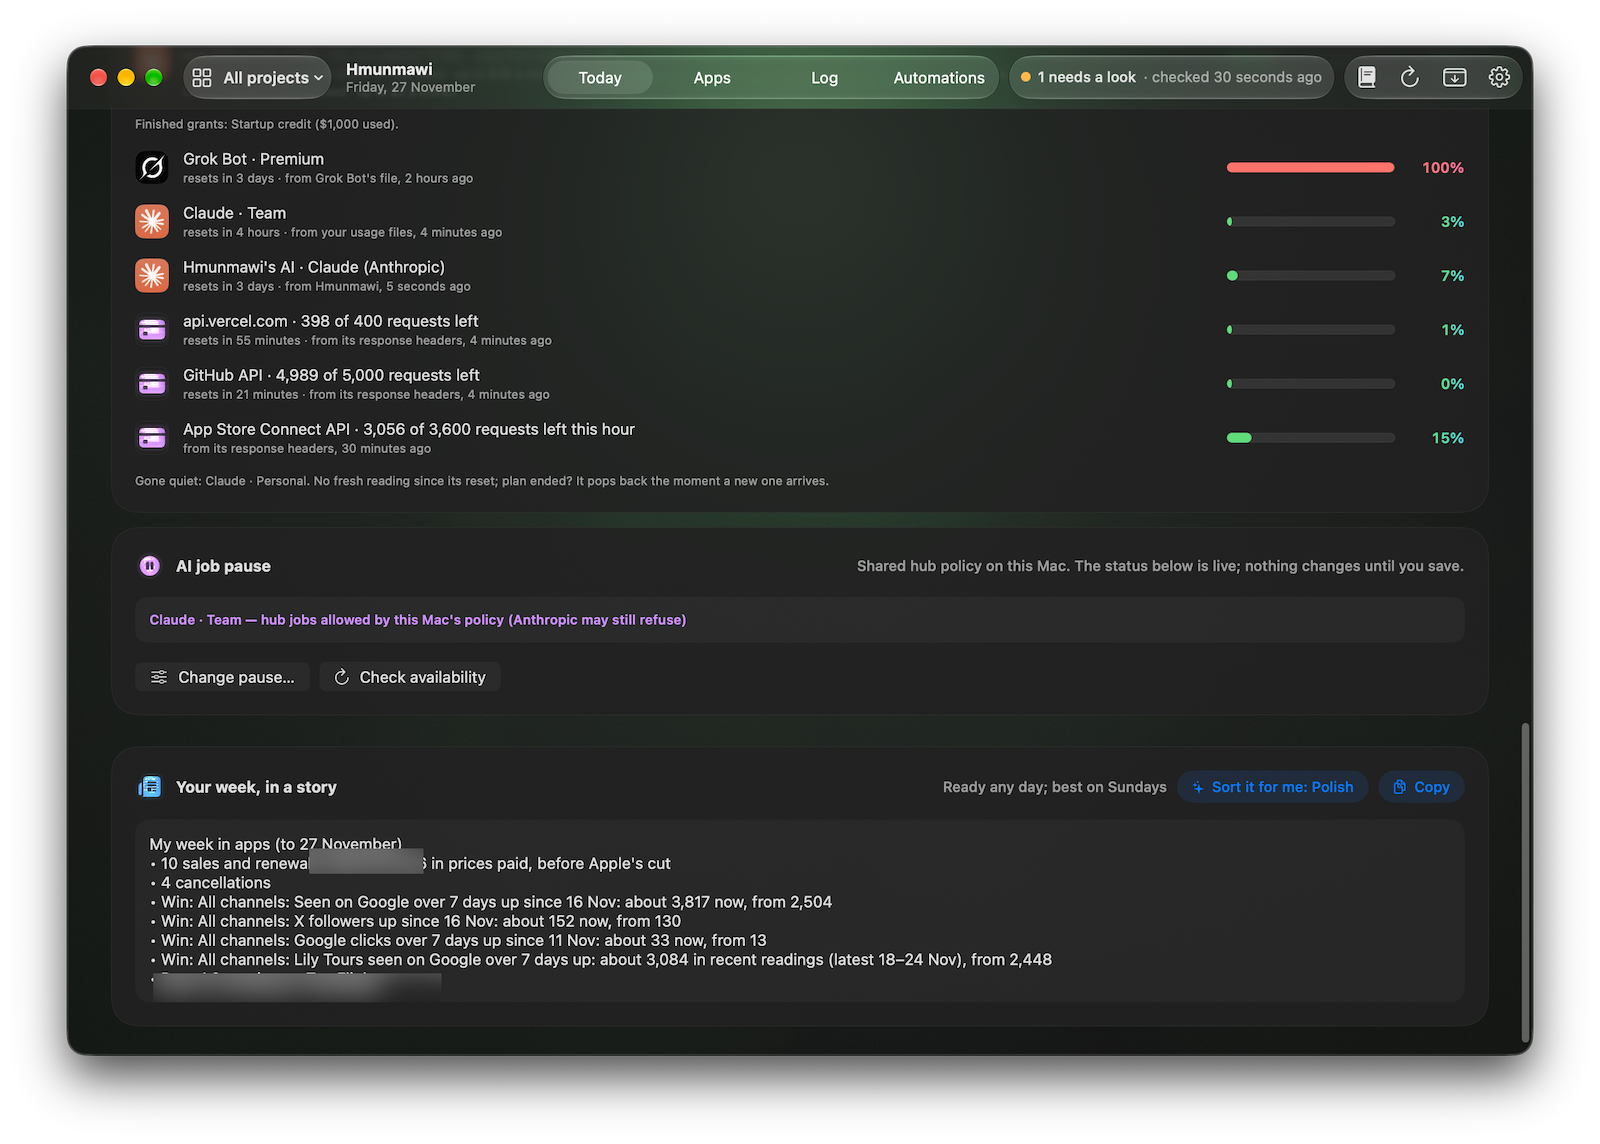 All projects
Hmunmawi
Friday, 27 November
Today
Apps
Log
Automations
1 needs a look · checked 30 seconds ago
Finished grants: Startup credit ($1,000 used).
Grok Bot · Premium
resets in 3 days · from Grok Bot's file, 2 hours ago
100%
Claude · Team
resets in 4 hours · from your usage files, 4 minutes ago
3%
Hmunmawi's AI · Claude (Anthropic)
resets in 3 days · from Hmunmawi, 5 seconds ago
7%
api.vercel.com · 398 of 400 requests left
resets in 55 minutes · from its response headers, 4 minutes ago
1%
GitHub API · 4,989 of 5,000 requests left
resets in 21 minutes · from its response headers, 4 minutes ago
0%
App Store Connect API · 3,056 of 3,600 requests left this hour
from its response headers, 30 minutes ago
15%
Gone quiet: Claude · Personal. No fresh reading since its reset; plan ended? It pops back the moment a new one arrives.
AI job pause
Shared hub policy on this Mac. The status below is live; nothing changes until you save.
Claude · Team — hub jobs allowed by this Mac's policy (Anthropic may still refuse)
Change pause...
Check availability
Your week, in a story
Ready any day; best on Sundays
Sort it for me: Polish
Copy
My week in apps (to 27 November)
• 10 sales and in prices paid, before Apple's cut
• 4 cancellations
• Win: All channels: Seen on Google over 7 days up since 16 Nov: about 3,817 now, from 2,504
• Win: All channels: X followers up since 16 Nov: about 152 now, from 130
• Win: All channels: Google clicks over 7 days up since 11 Nov: about 33 now, from 13
• Win: All channels: Lily Tours seen on Google over 7 days up: about 3,084 in recent readings (latest 18–24 Nov), from 2,448